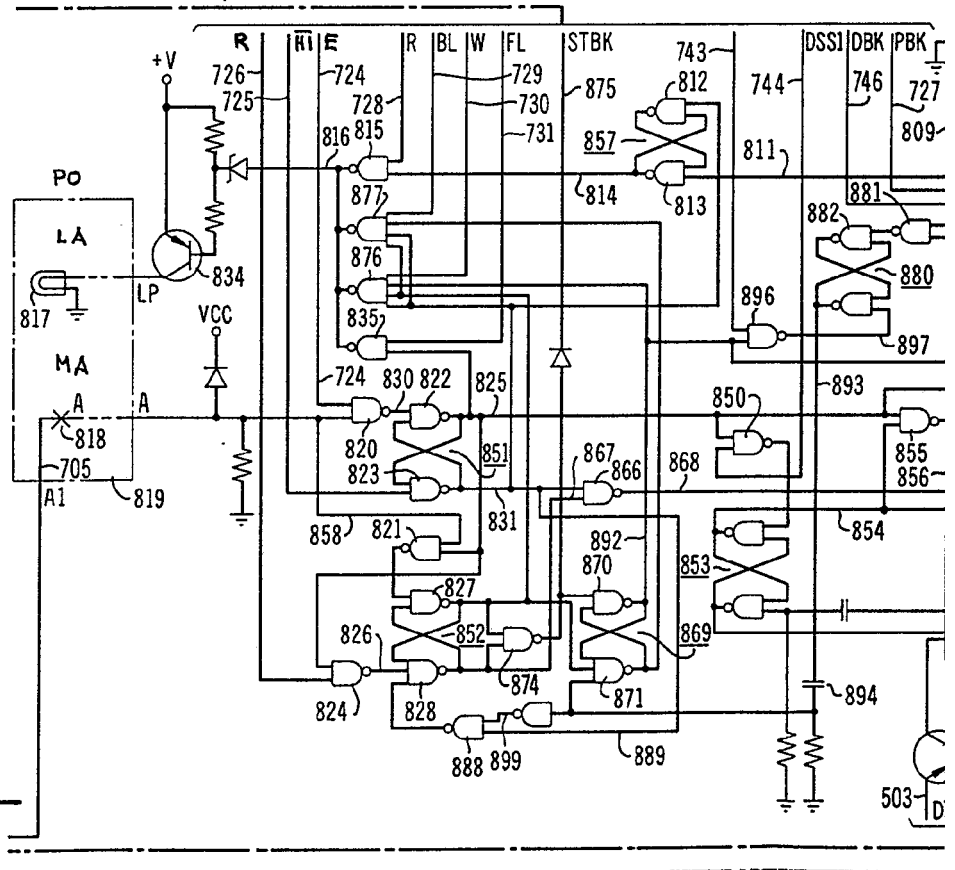 R HI E R BL W FL STBK 743 DSS1 DBK PBK
726 724 729 812 744 746 727
725 730 875 809
+V 728 731
816 815 857 811
814 813 881
877 882
PO 880
LA 876 896
834
LP
817 VCC 835 897
MA 724 830 822 825 850 893
A A 820 855
818 851 867 866 868 856
705 823
A1 819 831 854
858 821 892 870 853
827
826 852 869
874 871
824 828 894
888 899 889
503 D